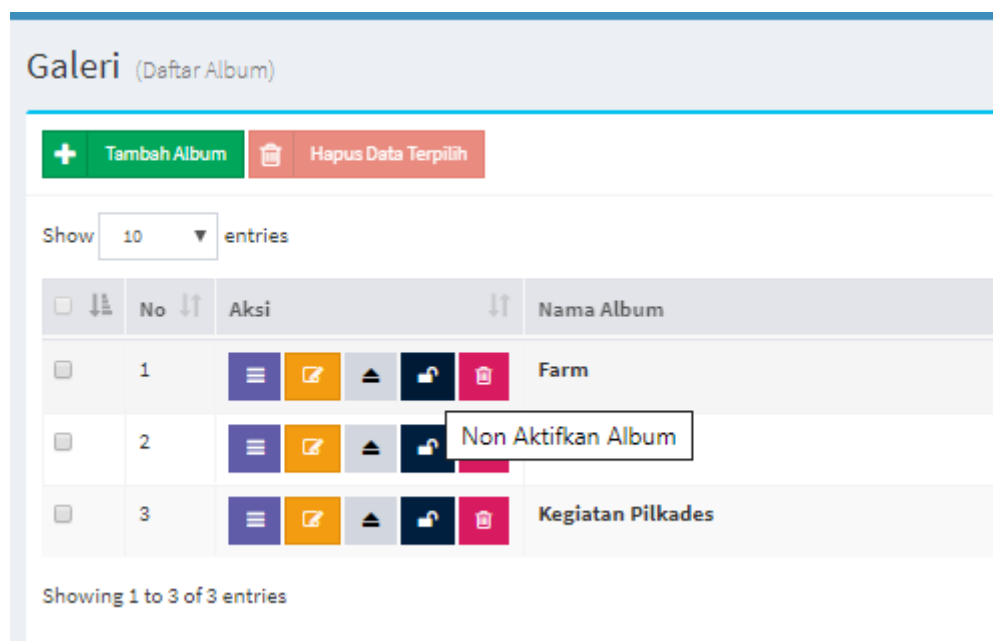 Galeri (Daftar Album)
Tambah Album Hapus Data Terpilih
Show 10 entries
No Aksi Nama Album
1 Farm
Non Aktifkan Album
2
3 Kegiatan Pilkades
Showing 1 to 3 of 3 entries